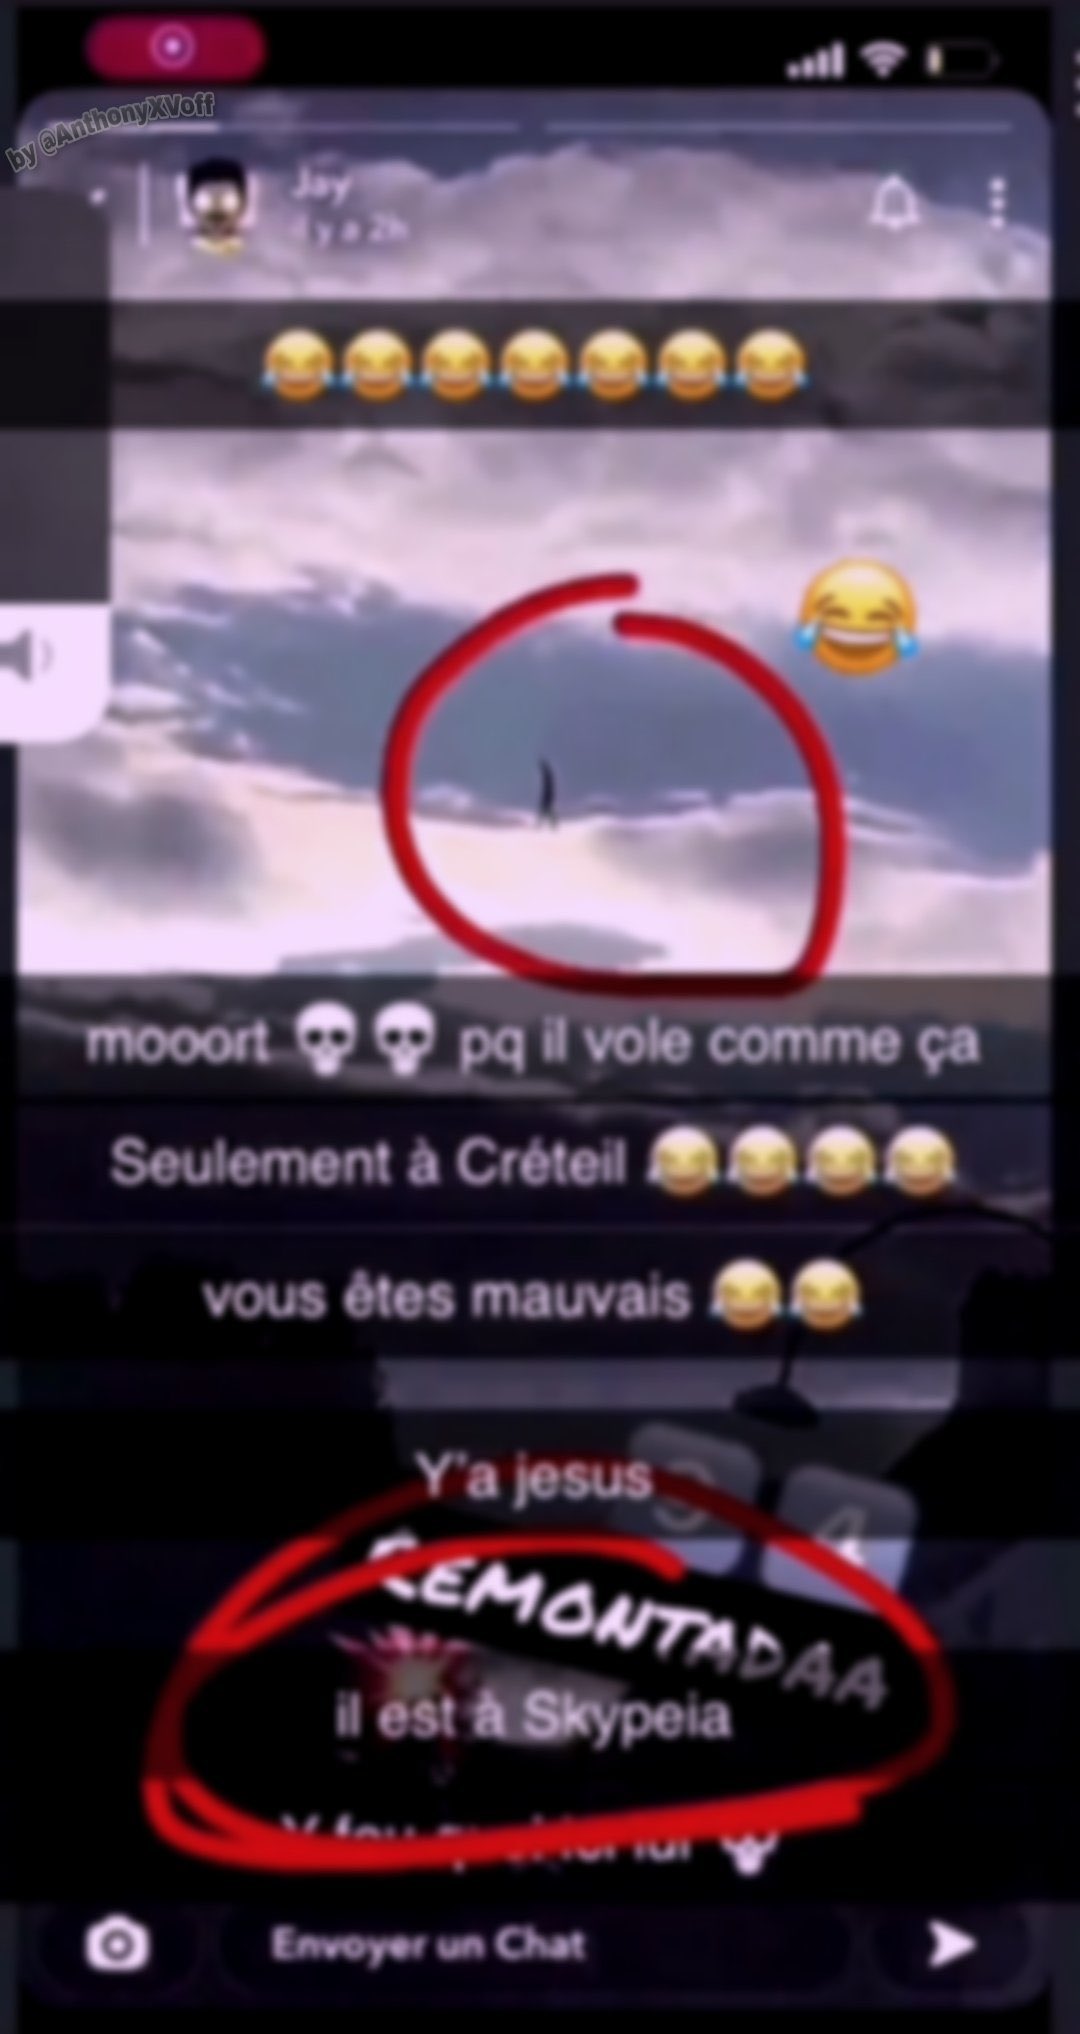 by @AnthonyXVoff
Jay
il y a 2h
😂😂😂😂😂😂😂
😂
mooort 💀💀 pq il vole comme ça
Seulement à Créteil 😂😂😂😂
vous êtes mauvais 😂😂
Y'a jesus
REMONTADAA
il est à Skypeia
Y fou
💀
Envoyer un Chat